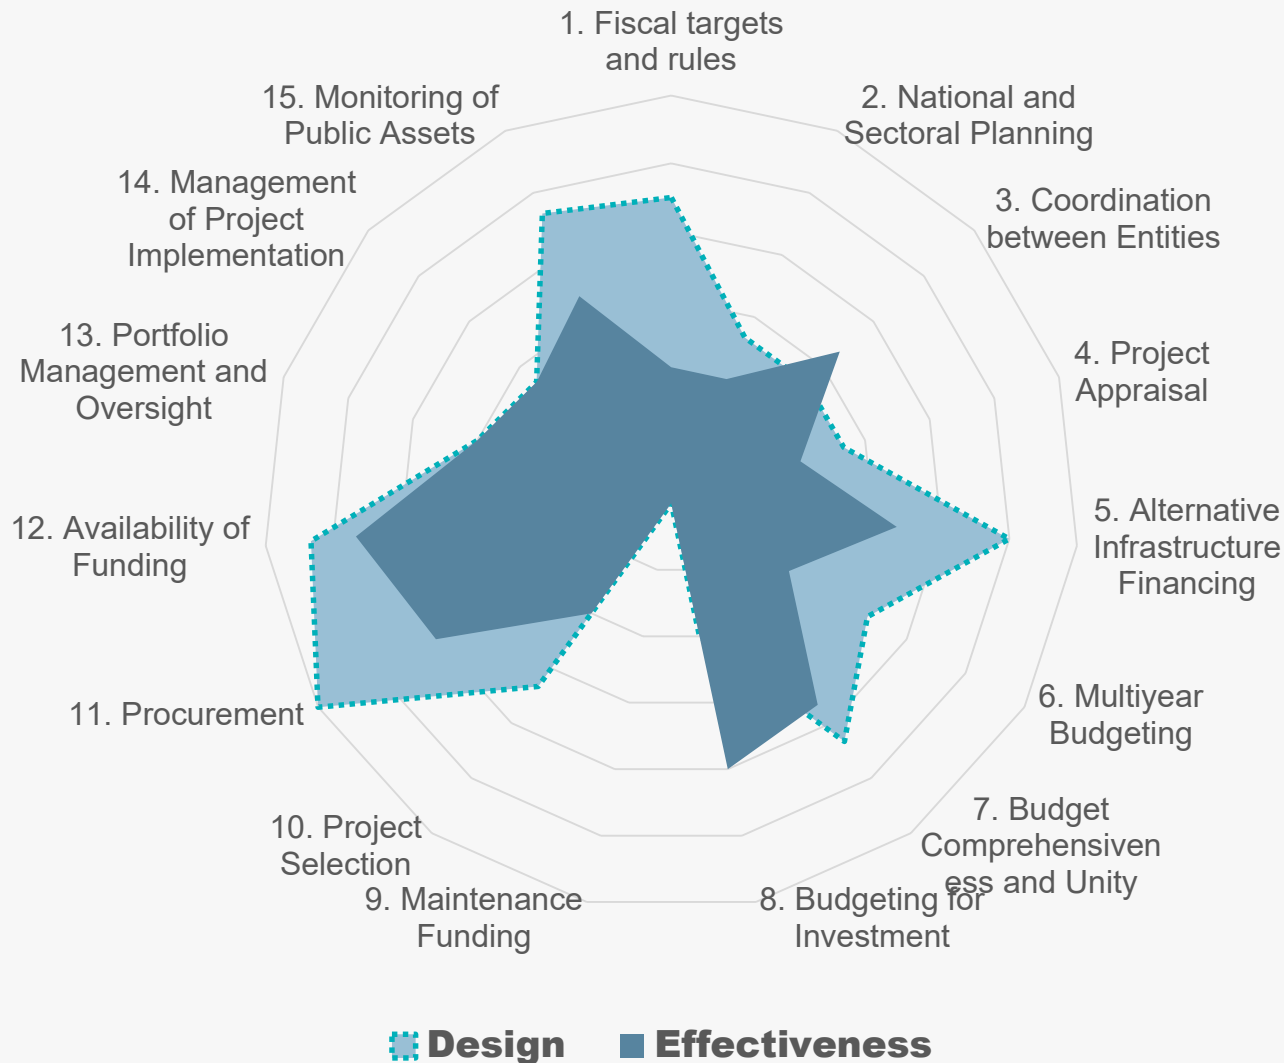 1. Fiscal targets
and rules
2. National and
Sectoral Planning
3. Coordination
between Entities
4. Project
Appraisal
5. Alternative
Infrastructure
Financing
6. Multiyear
Budgeting
7. Budget
Comprehensiven
ess and Unity
8. Budgeting for
Investment
9. Maintenance
Funding
10. Project
Selection
11. Procurement
12. Availability of
Funding
13. Portfolio
Management and
Oversight
14. Management
of Project
Implementation
15. Monitoring of
Public Assets
Design
Effectiveness